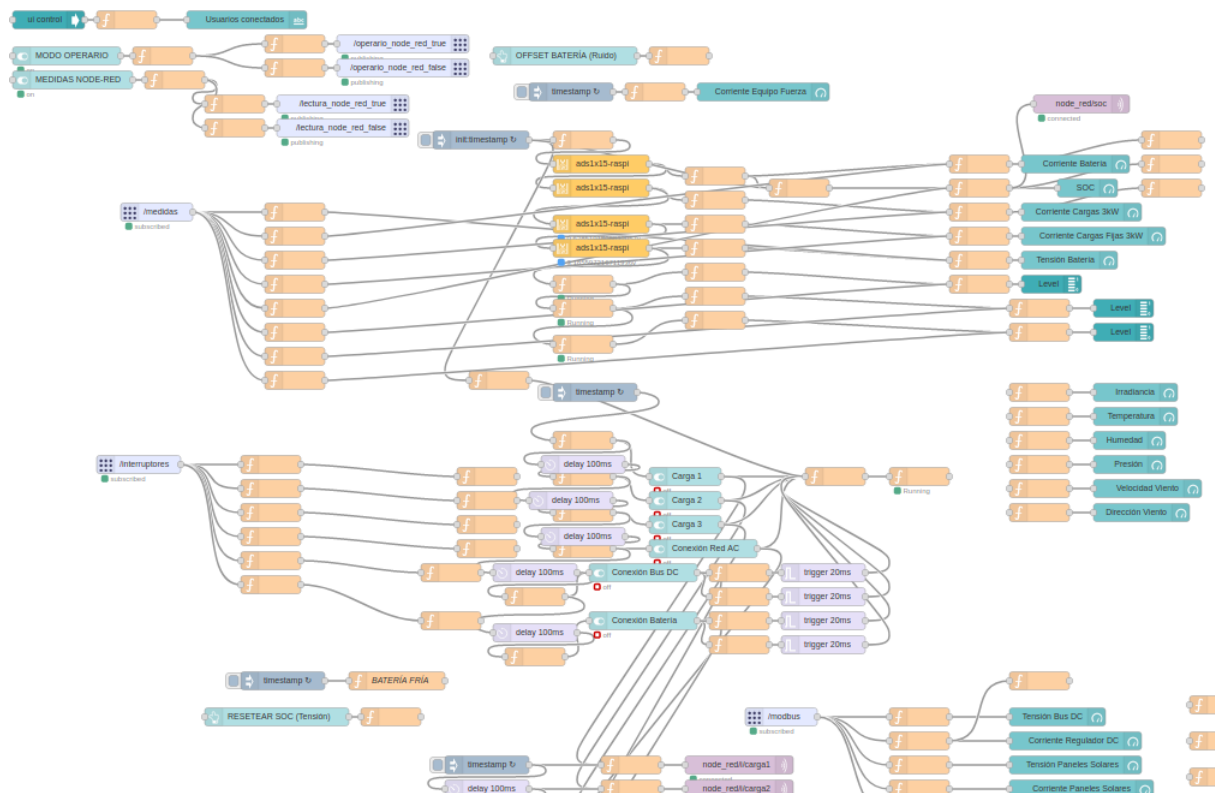 ui control
Usuarios conectados
abc
MODO OPERARIO
/operario_node_red_true
OFFSET BATERÍA (Ruido)
MEDIDAS NODE-RED
/operario_node_red_false
publishing
on
timestamp ↻
Corriente Equipo Fuerza
/lectura_node_red_true
node_red/soc
connected
/lectura_node_red_false
publishing
init:timestamp ↻
ads1x15-raspi
Corriente Bateria
ads1x15-raspi
SOC
/medidas
subscribed
Corriente Cargas 3kW
ads1x15-raspi
Corriente Cargas Fijas 3kW
ads1x15-raspi
Tensión Bateria
Level
Level
Running
Level
Running
timestamp ↻
Irradiancia
Temperatura
Humedad
/interruptores
subscribed
delay 100ms
Presión
Carga 1
Running
Velocidad Viento
delay 100ms
Carga 2
Dirección Viento
Carga 3
delay 100ms
Conexión Red AC
delay 100ms
Conexión Bus DC
off
trigger 20ms
trigger 20ms
Conexión Batería
off
trigger 20ms
delay 100ms
trigger 20ms
timestamp ↻
BATERÍA FRÍA
RESETEAR SOC (Tensión)
/modbus
subscribed
Tensión Bus DC
Corriente Regulador DC
timestamp ↻
node_red/i/carga1
Tensión Paneles Solares
delay 100ms
node_red/i/carga2
Corriente Paneles Solares